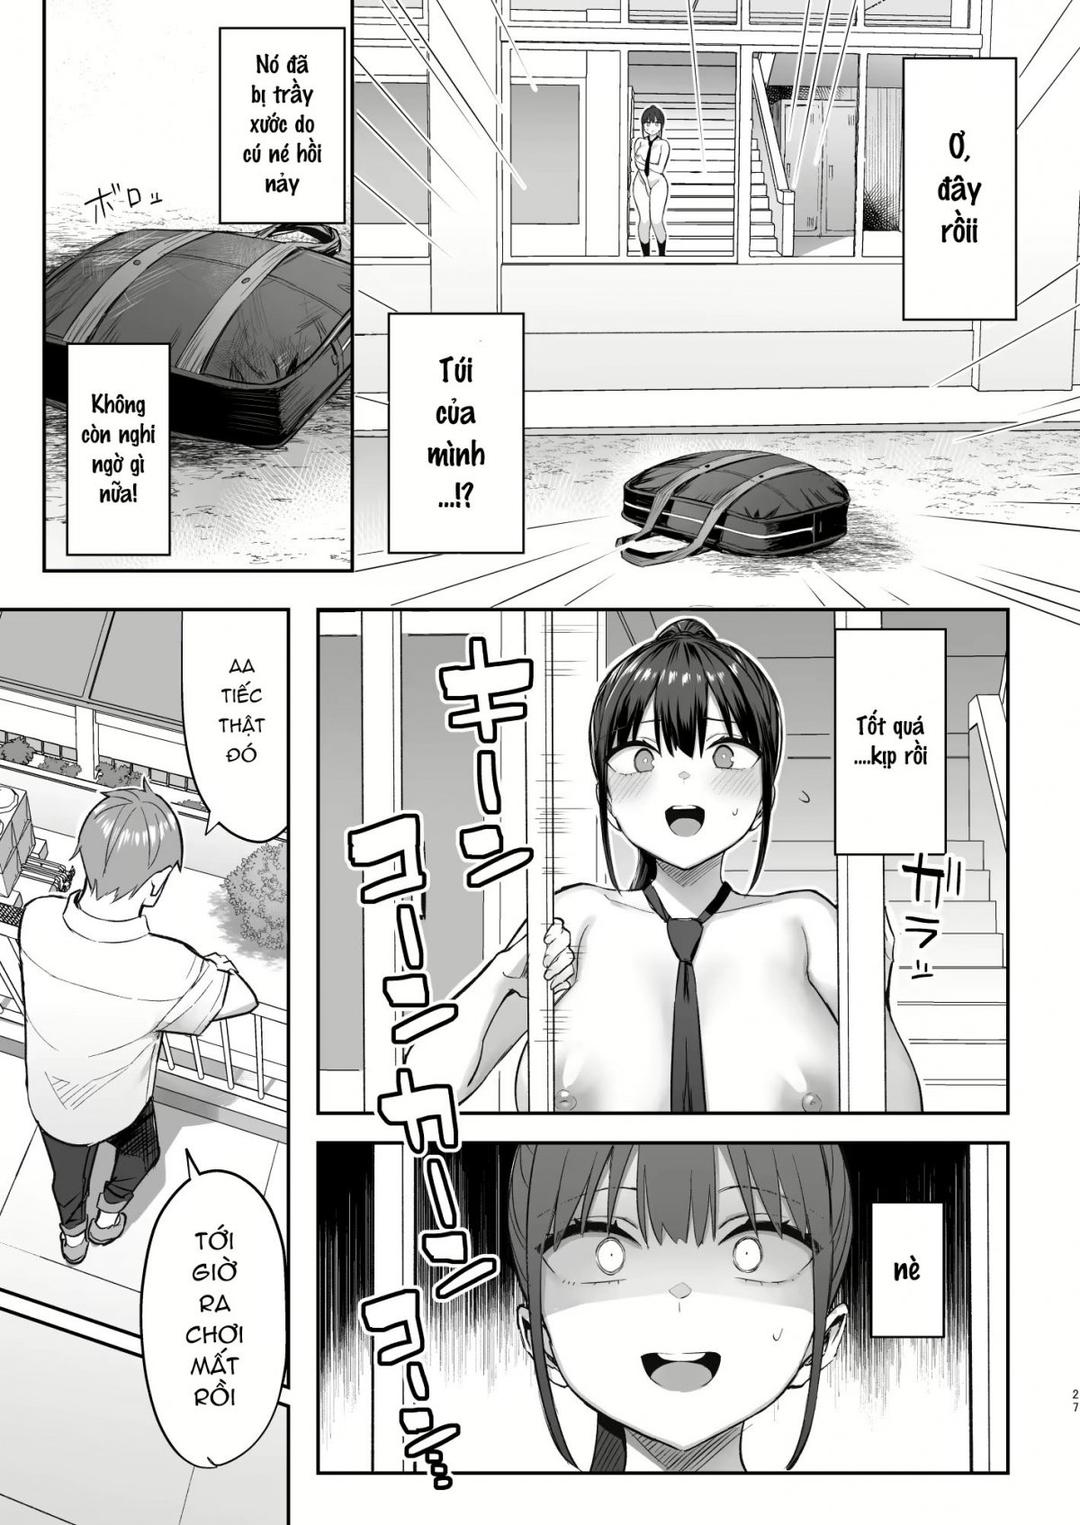 Ơ,
đây
rồii
Túi
của
mình
...!?
Nó đã
bị trầy
xước do
cú né hồi
nảy
ボロッ
Không
còn nghi
ngờ gì
nữa!
Tốt quá
....kịp rồi
ガラッ
キーン
コーン
カーン
コーン
nè
AA
TIẾC
THẬT
ĐÓ
TỚI
GIỜ
RA
CHƠI
MẤT
RỒI
27